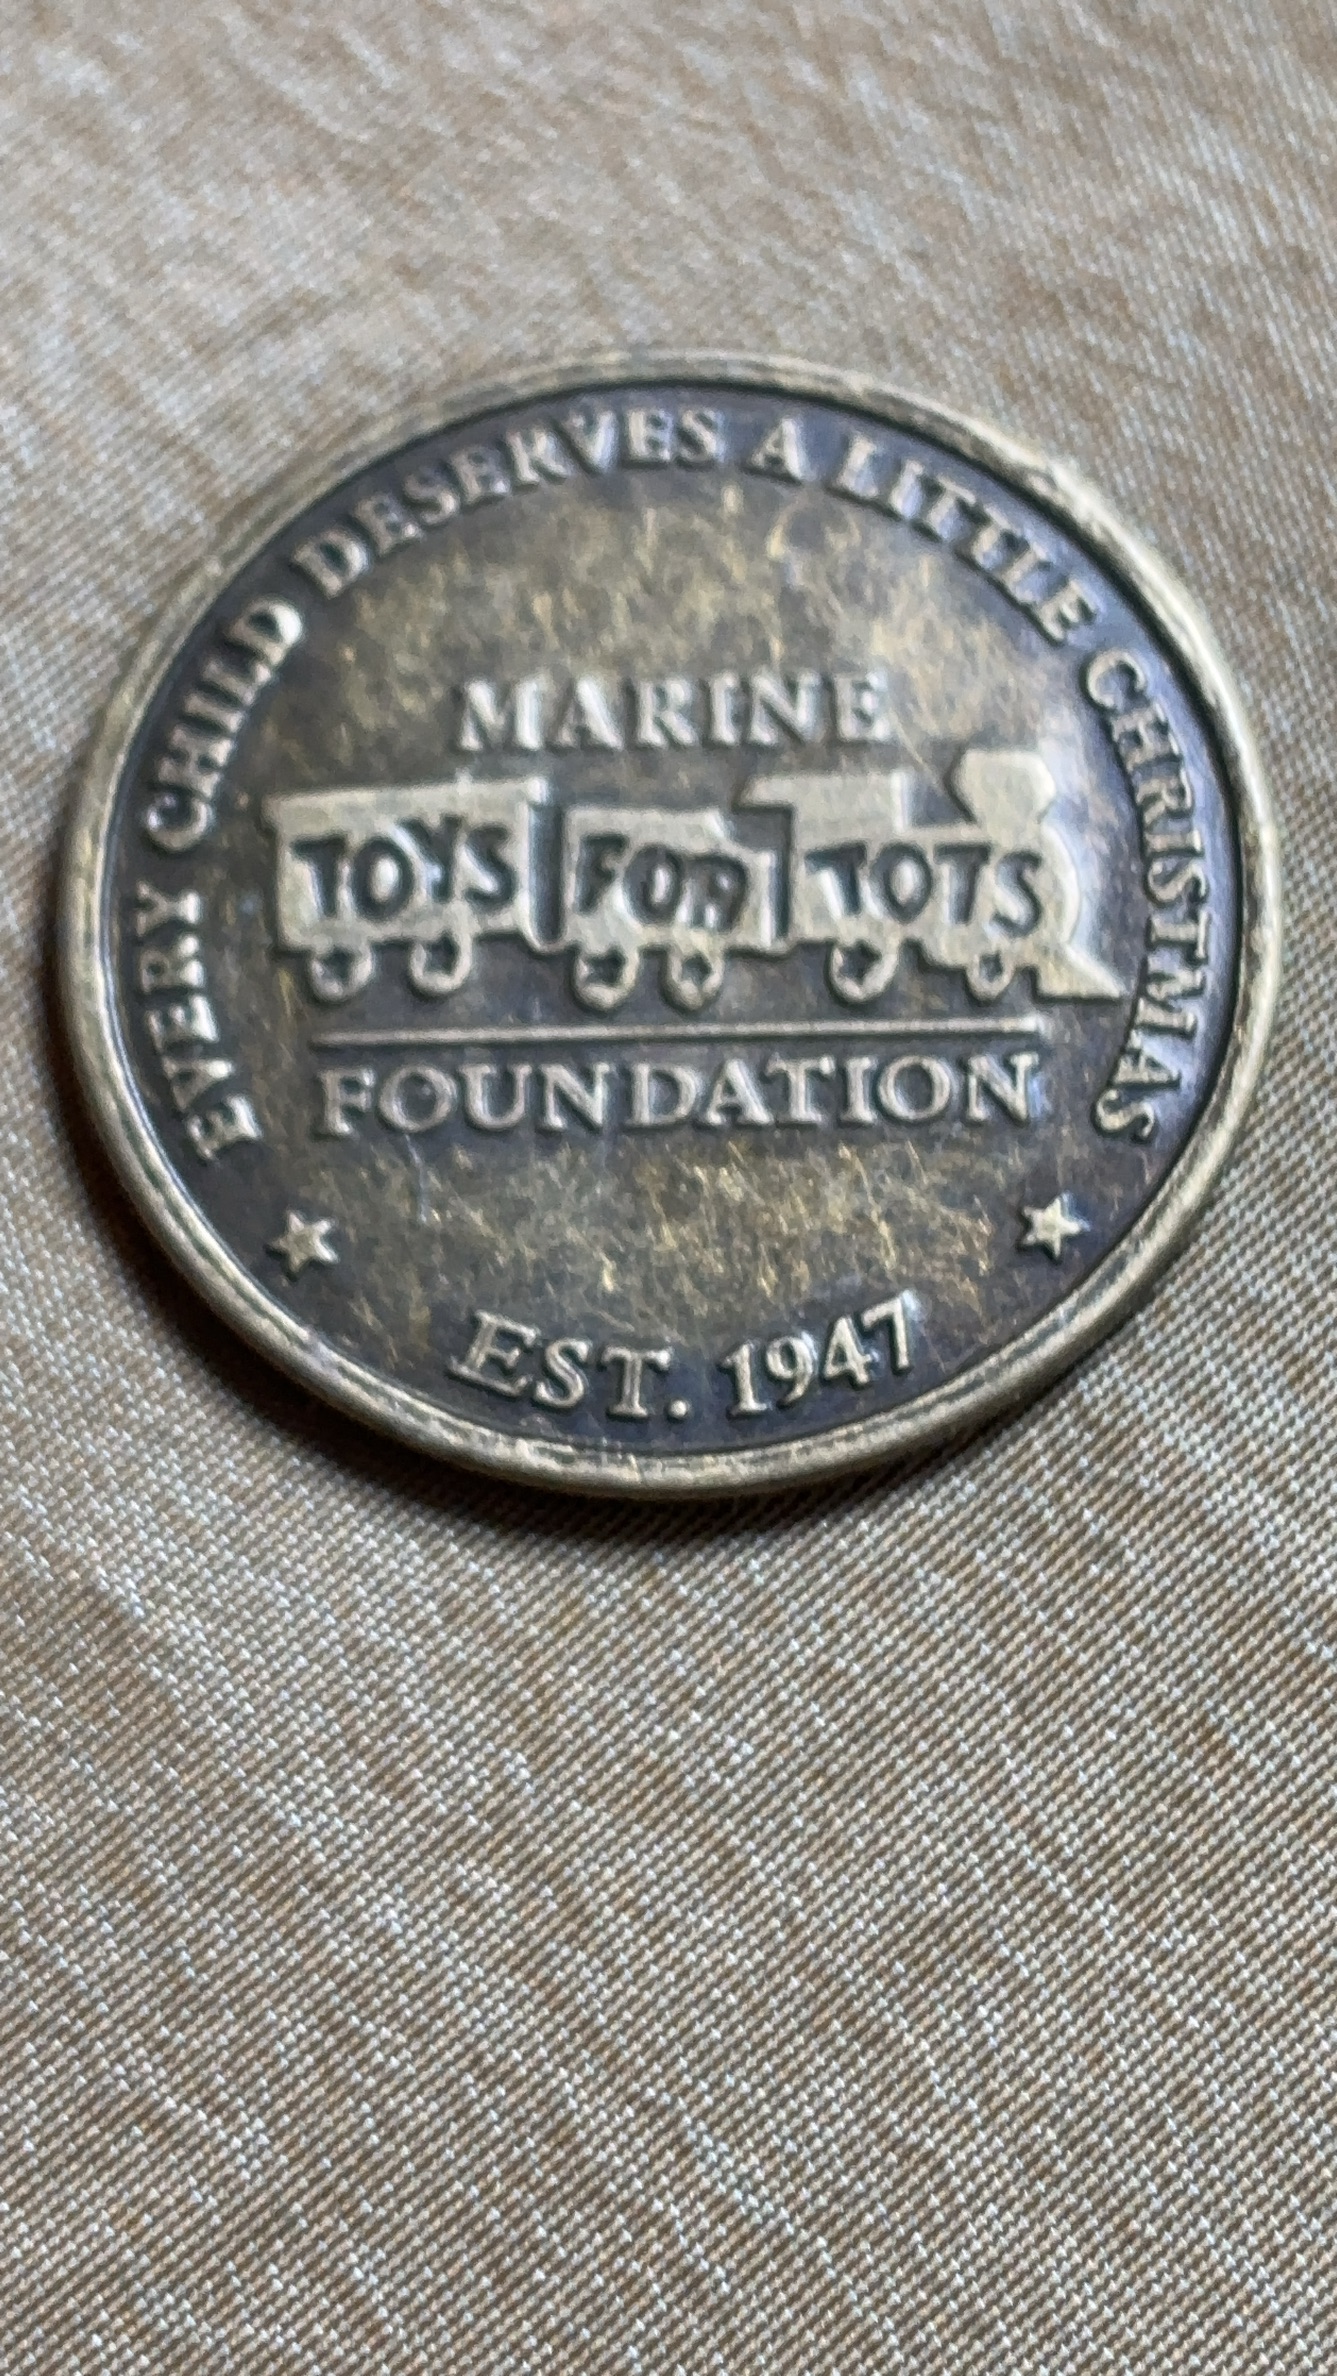 EVERY CHILD DESERVES A LITTLE CHRISTMAS
MARINE
TOYS FOR TOTS
FOUNDATION
EST. 1947